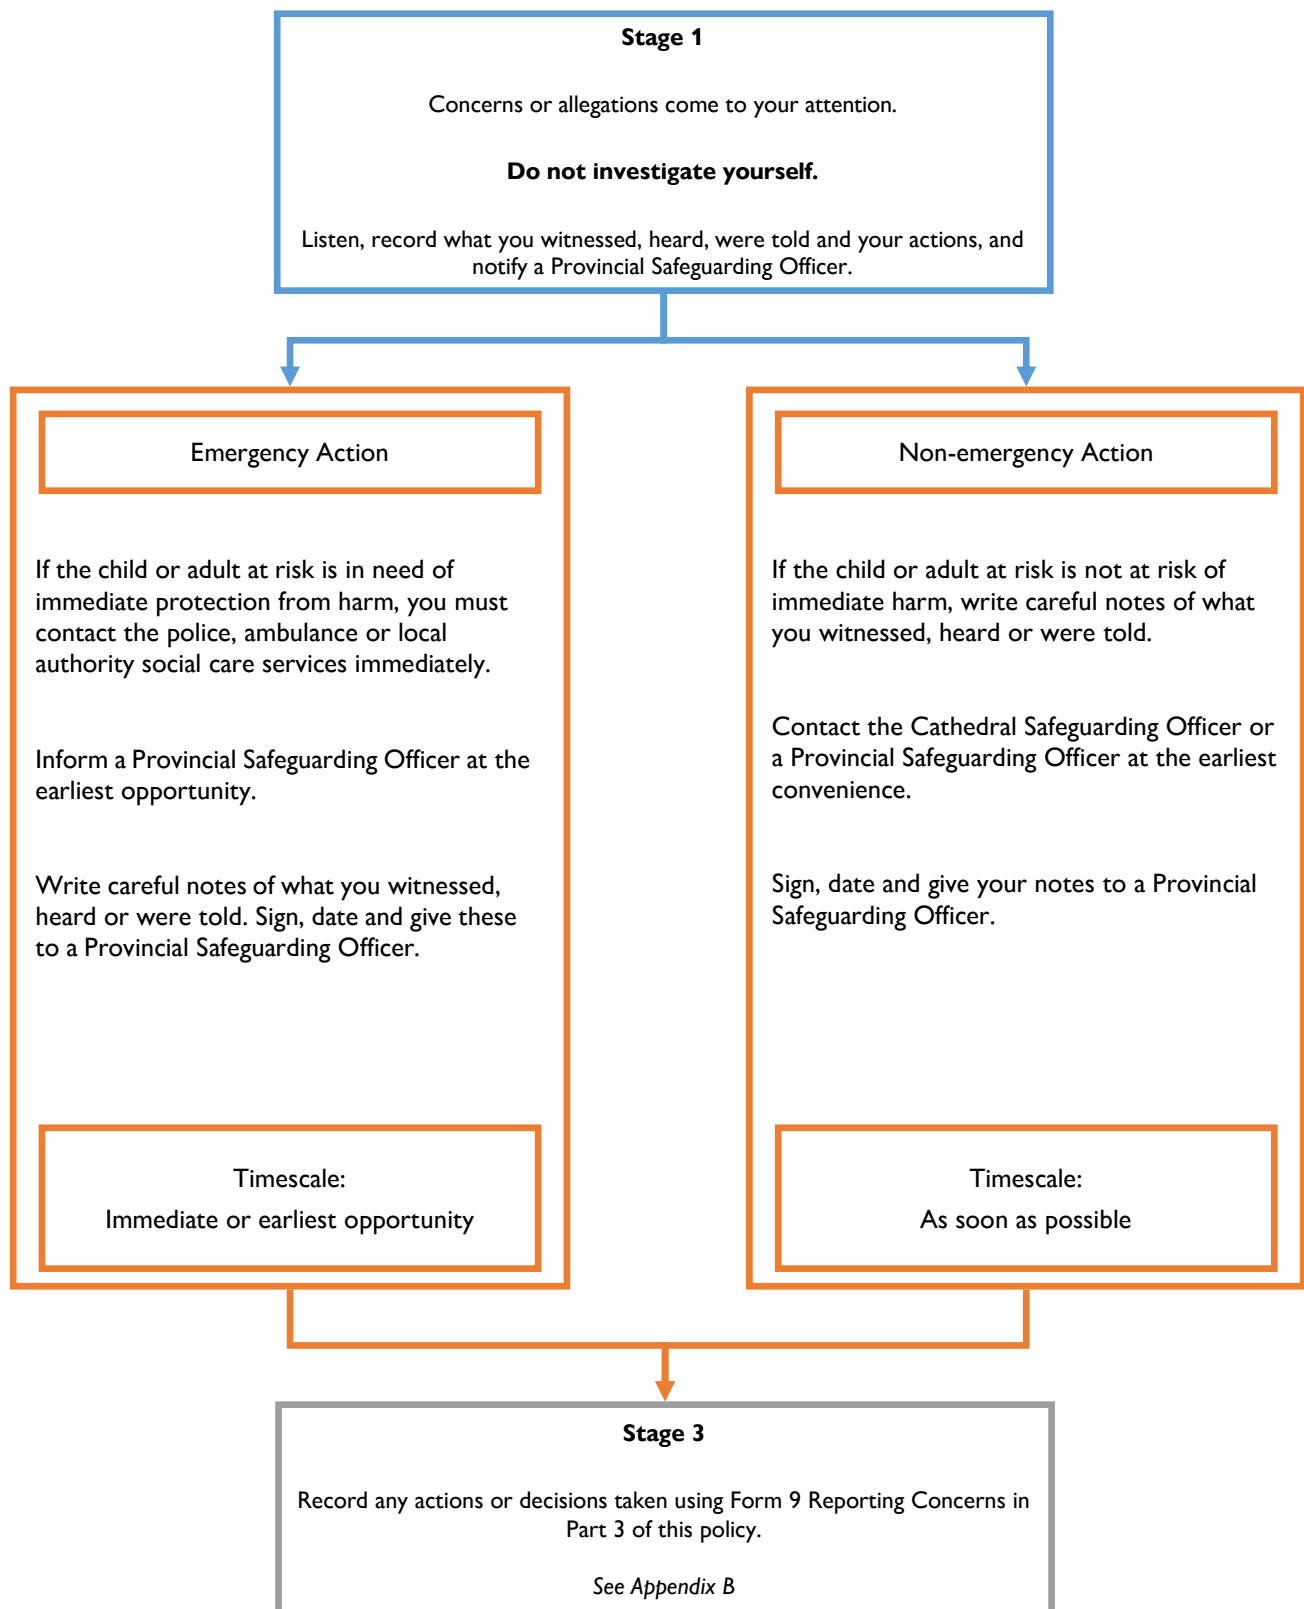 Stage 1
Concerns or allegations come to your attention.
Do not investigate yourself.
Listen, record what you witnessed, heard, were told and your actions, and
notify a Provincial Safeguarding Officer.
Emergency Action
If the child or adult at risk is in need of
immediate protection from harm, you must
contact the police, ambulance or local
authority social care services immediately.
Inform a Provincial Safeguarding Officer at the
earliest opportunity.
Write careful notes of what you witnessed,
heard or were told. Sign, date and give these
to a Provincial Safeguarding Officer.
Timescale:
Immediate or earliest opportunity
Non-emergency Action
If the child or adult at risk is not at risk of
immediate harm, write careful notes of what
you witnessed, heard or were told.
Contact the Cathedral Safeguarding Officer or
a Provincial Safeguarding Officer at the earliest
convenience.
Sign, date and give your notes to a Provincial
Safeguarding Officer.
Timescale:
As soon as possible
Stage 3
Record any actions or decisions taken using Form 9 Reporting Concerns in
Part 3 of this policy.
See Appendix B